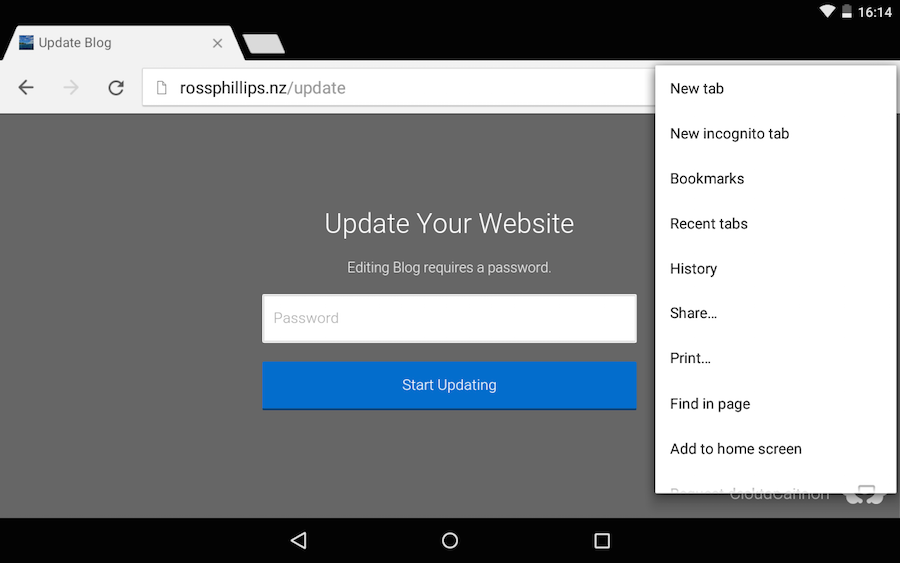 16:14
Update Blog
rossphillips.nz/update
New tab
New incognito tab
Bookmarks
Recent tabs
History
Share...
Print...
Find in page
Add to home screen
Update Your Website
Editing Blog requires a password.
Password
Start Updating
CloudCannon